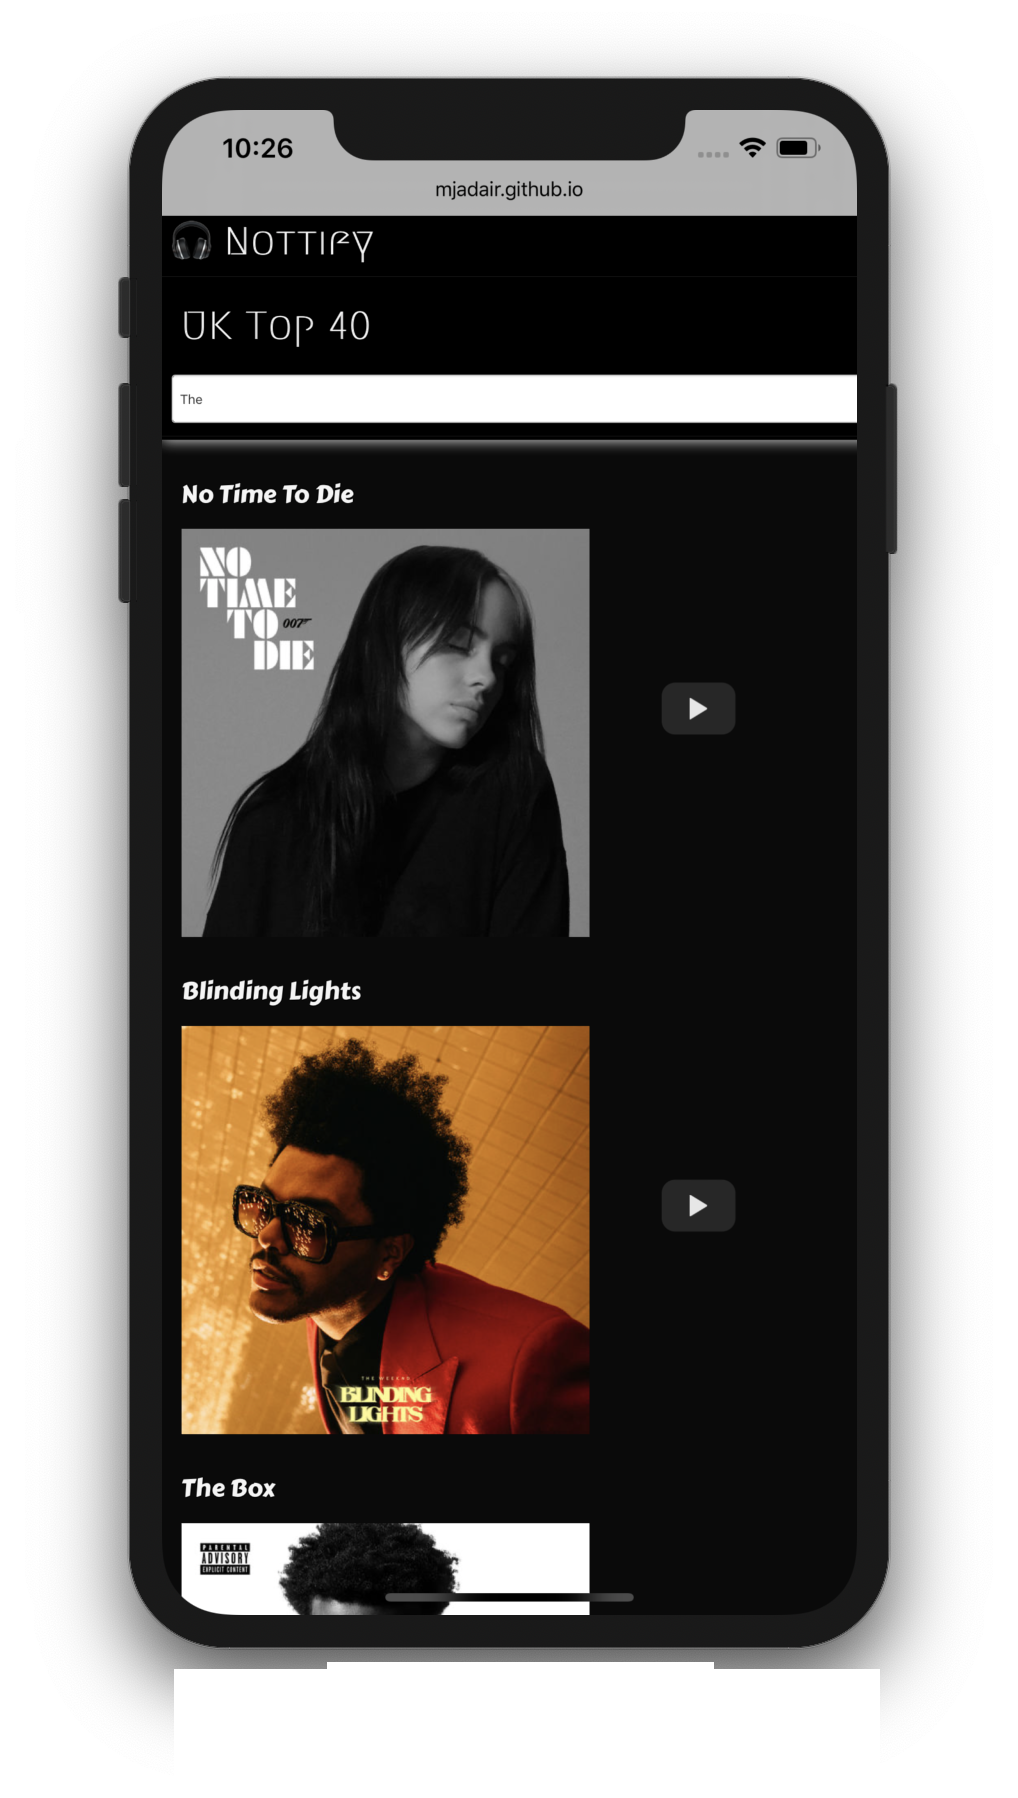 10:26
mjadair.github.io
Nottify
UK Top 40
The
No Time To Die
NO
TIME
TO 007
DIE
Blinding Lights
THE WEEKND
BLINDING
LIGHTS
The Box
PARENTAL
ADVISORY
EXPLICIT CONTENT